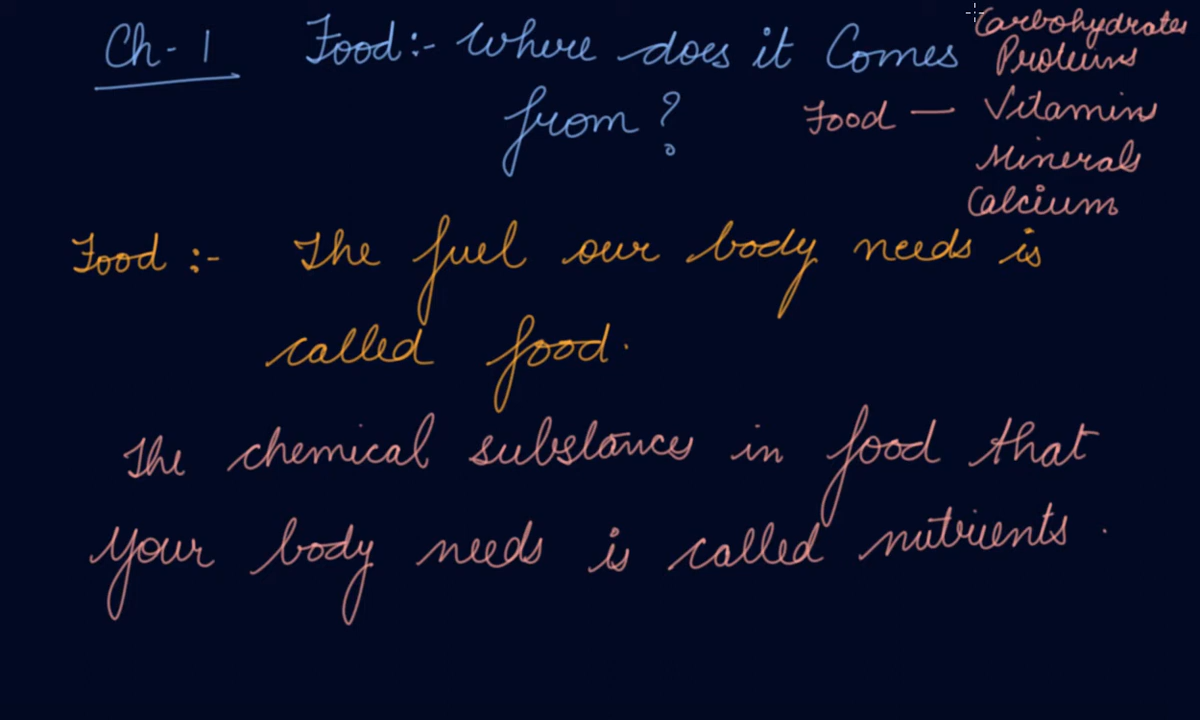 Ch-1 Food:- Where does it Comes
from?
Carbohydrates
Proteins
Food — Vitamins
Minerals
Calcium
Food :- The fuel our body needs is
called food.
The chemical substances in food that
your body needs is called nutrients.